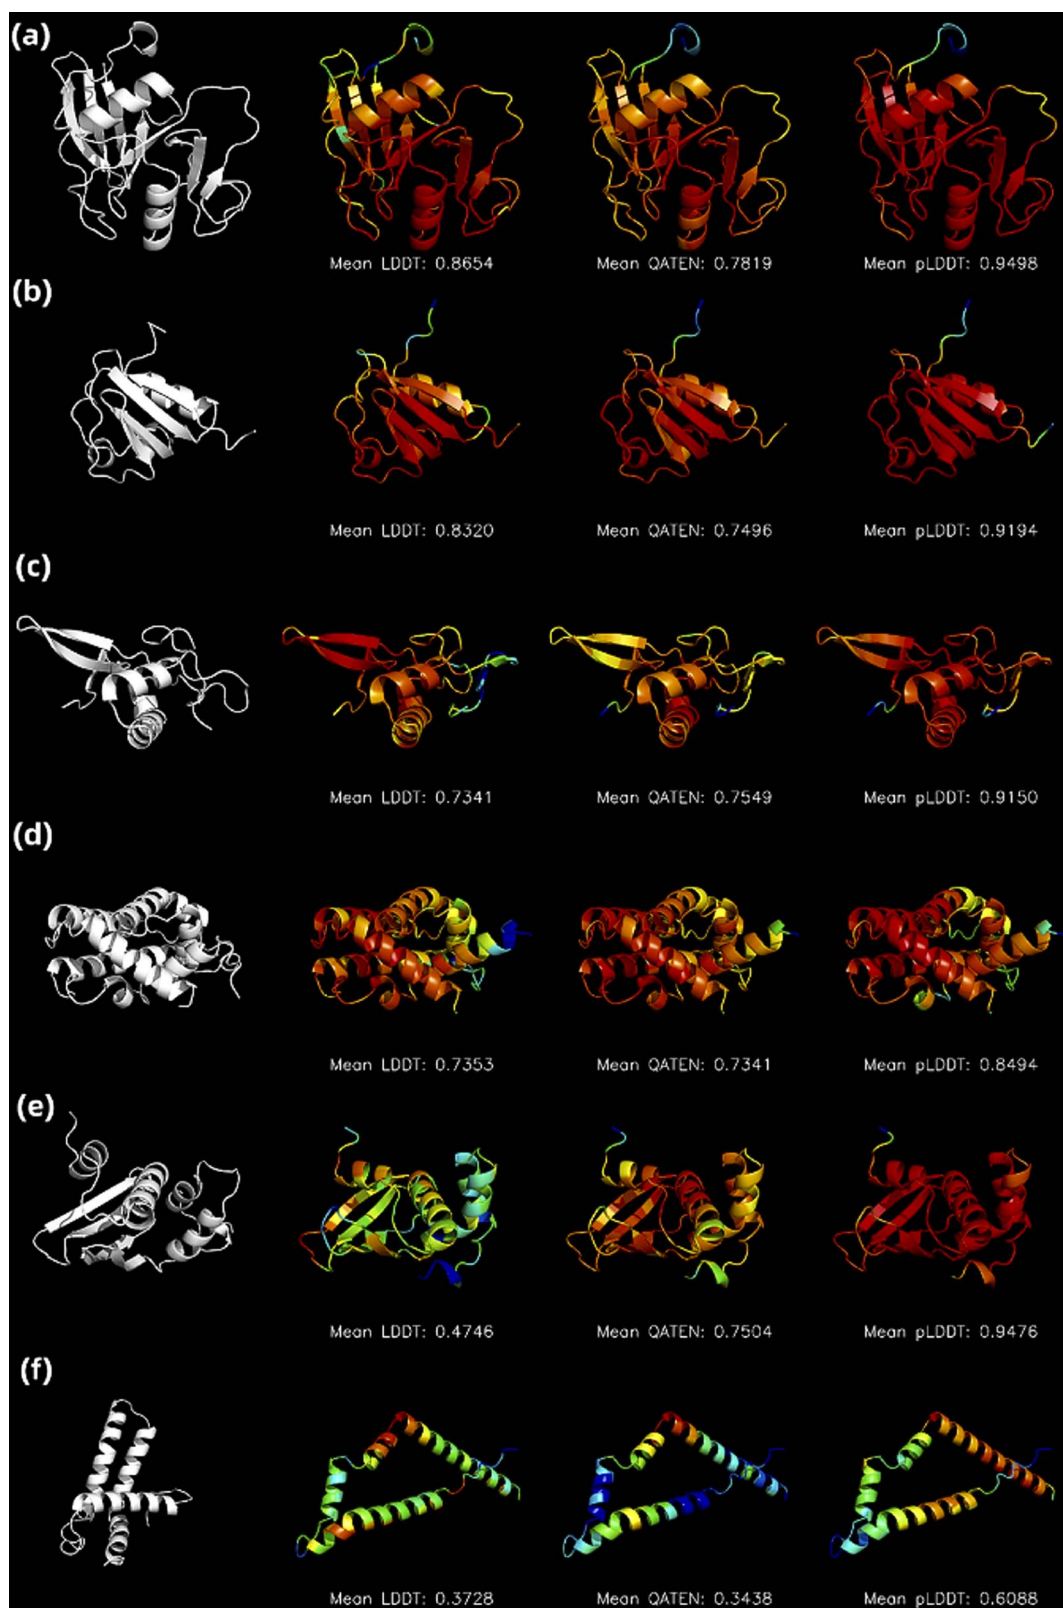 (a)
Mean LDDT: 0.8654 Mean QATEN: 0.7819 Mean pLDDT: 0.9498
(b)
Mean LDDT: 0.8320 Mean QATEN: 0.7496 Mean pLDDT: 0.9194
(c)
Mean LDDT: 0.7341 Mean QATEN: 0.7549 Mean pLDDT: 0.9150
(d)
Mean LDDT: 0.7353 Mean QATEN: 0.7341 Mean pLDDT: 0.8494
(e)
Mean LDDT: 0.4746 Mean QATEN: 0.7504 Mean pLDDT: 0.9476
(f)
Mean LDDT: 0.3728 Mean QATEN: 0.3438 Mean pLDDT: 0.6088